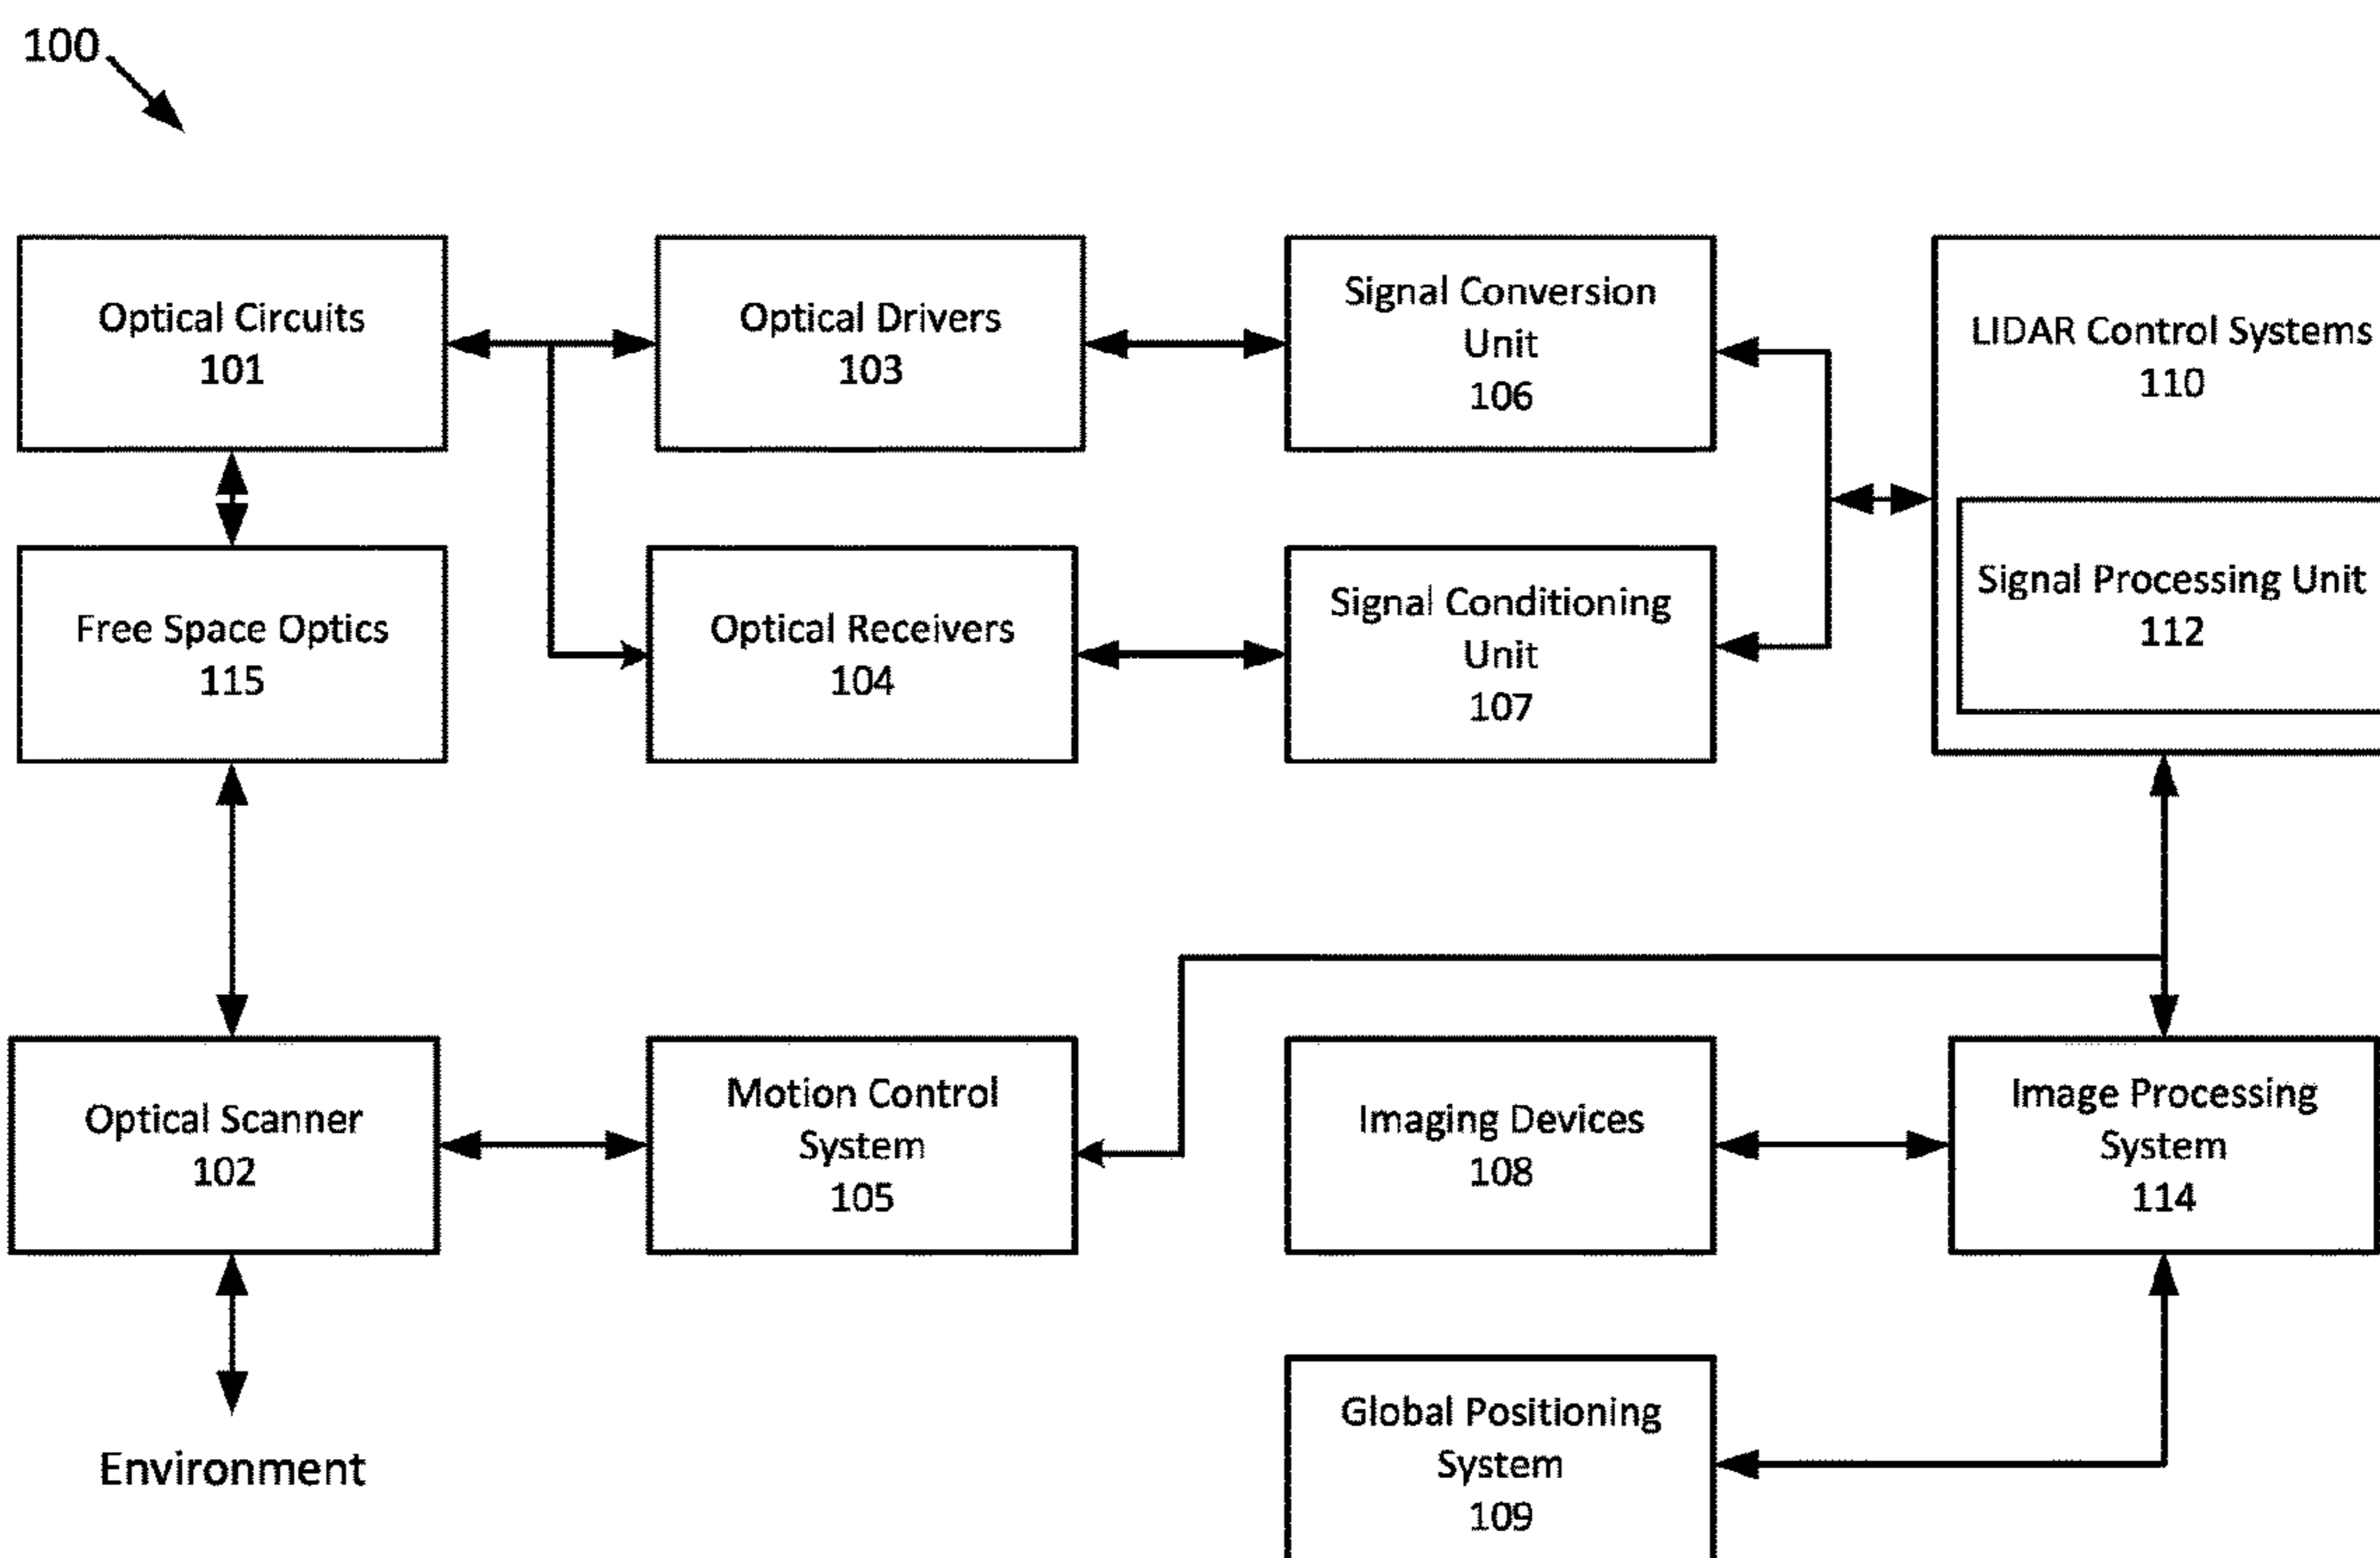 100
Optical Circuits
101
Optical Drivers
103
Signal Conversion
Unit
106
LIDAR Control Systems
110
Free Space Optics
115
Optical Receivers
104
Signal Conditioning
Unit
107
Signal Processing Unit
112
Optical Scanner
102
Motion Control
System
105
Imaging Devices
108
Image Processing
System
114
Environment
Global Positioning
System
109